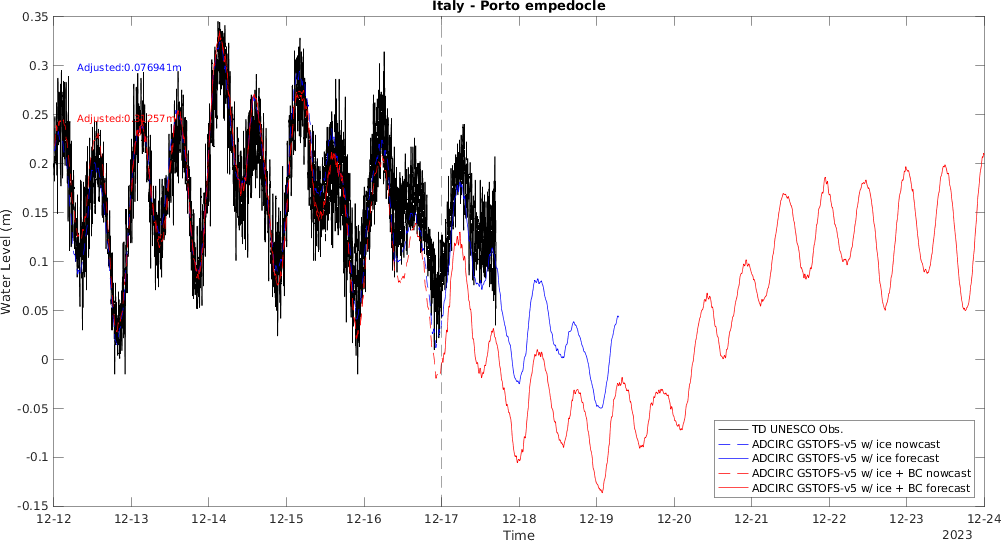 Italy - Porto empedocle
0.35
0.3
0.25
0.2
0.15
0.1
0.05
0
-0.05
-0.1
-0.15
Water Level (m)
Adjusted:0.076941m
TD UNESCO Obs.
ADCIRC GSTOFS-v5 w/ ice nowcast
ADCIRC GSTOFS-v5 w/ ice forecast
ADCIRC GSTOFS-v5 w/ ice + BC nowcast
ADCIRC GSTOFS-v5 w/ ice + BC forecast
12-12 12-13 12-14 12-15 12-16 12-17 12-18 12-19 12-20 12-21 12-22 12-23 12-24
Time
2023